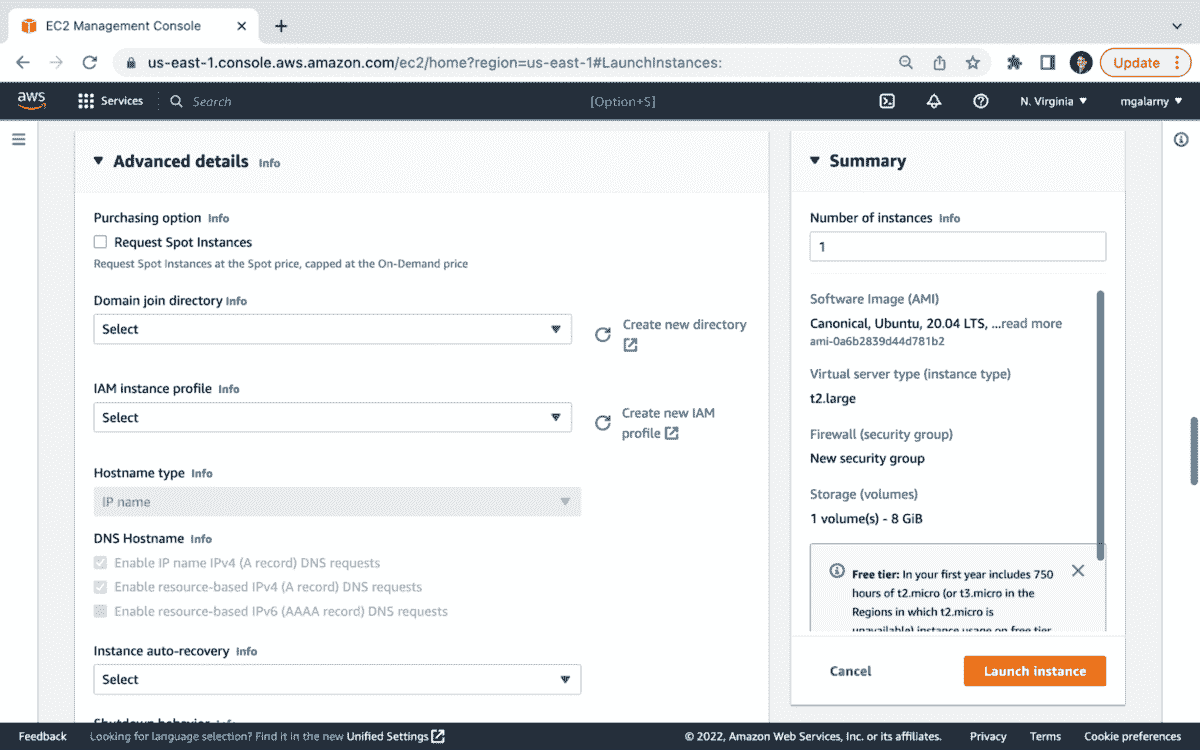 EC2 Management Console
us-east-1.console.aws.amazon.com/ec2/home?region=us-east-1#LaunchInstances:
Update
aws
Services
Search
[Option+S]
N. Virginia
mgalarny
Advanced details Info
Purchasing option Info
Request Spot Instances
Request Spot Instances at the Spot price, capped at the On-Demand price
Domain join directory Info
Select
Create new directory
IAM instance profile Info
Select
Create new IAM
profile
Hostname type Info
IP name
DNS Hostname Info
Enable IP name IPv4 (A record) DNS requests
Enable resource-based IPv4 (A record) DNS requests
Enable resource-based IPv6 (AAAA record) DNS requests
Instance auto-recovery Info
Select
Shutdown behavior Info
Summary
Number of instances Info
1
Software Image (AMI)
Canonical, Ubuntu, 20.04 LTS, ...read more
ami-0a6b2839d44d781b2
Virtual server type (instance type)
t2.large
Firewall (security group)
New security group
Storage (volumes)
1 volume(s) - 8 GiB
Free tier: In your first year includes 750
hours of t2.micro (or t3.micro in the
Regions in which t2.micro is
unavailable) instance usage on free tier
Cancel
Launch instance
Feedback
Looking for language selection? Find it in the new Unified Settings
© 2022, Amazon Web Services, Inc. or its affiliates.
Privacy
Terms
Cookie preferences